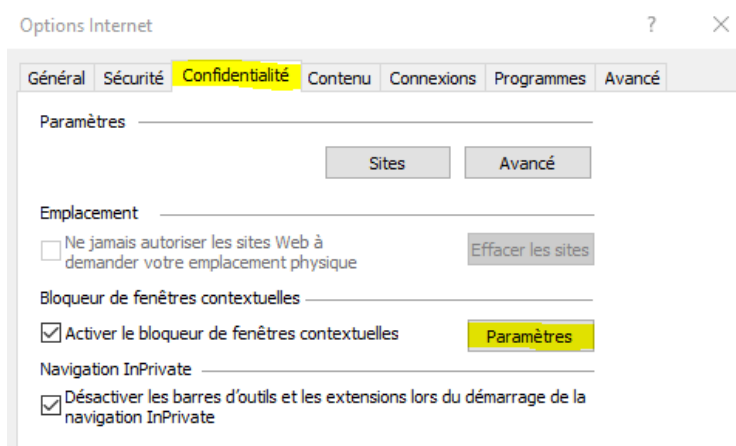 Options Internet ?
Général Sécurité Confidentialité Contenu Connexions Programmes Avancé
Paramètres
Sites Avancé
Emplacement
Ne jamais autoriser les sites Web à
demander votre emplacement physique
Effacer les sites
Bloqueur de fenêtres contextuelles
Activer le bloqueur de fenêtres contextuelles Paramètres
Navigation InPrivate
Désactiver les barres d’outils et les extensions lors du démarrage de la
navigation InPrivate